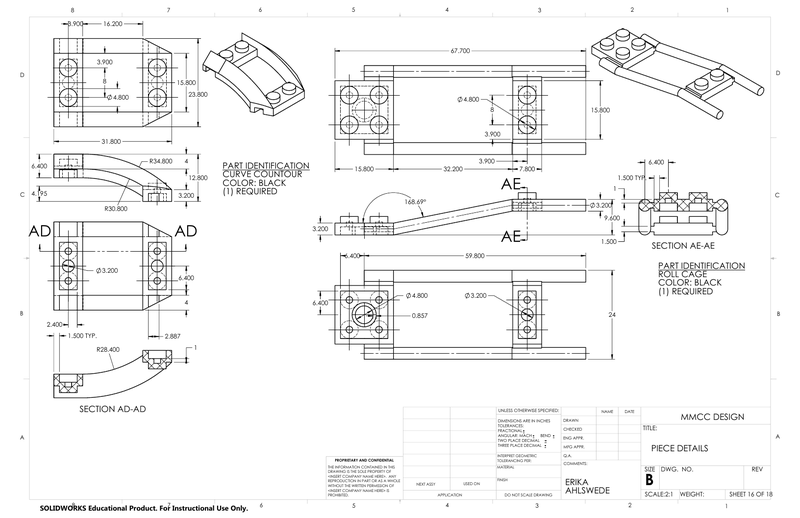 8 7 6 5 4 3 2 1
D
C
B
A
D
C
B
A
3.900
16.200
3.900
8
Ø4.800
15.800
23.800
31.800
R34.800
4
6.400
12.800
4.195
3.200
R30.800
PART IDENTIFICATION
CURVE COUNTOUR
COLOR: BLACK
(1) REQUIRED
AD
AD
Ø3.200
6.400
4
2.400
1.500 TYP.
2.887
R28.400
1
SECTION AD-AD
67.700
Ø4.800
8
3.900
15.800
3.900
15.800
32.200
7.800
AE
168.69°
3.200
Ø3.200
9.600
AE
1.500
6.400
1.500 TYP.
1
SECTION AE-AE
PART IDENTIFICATION
ROLL CAGE
COLOR: BLACK
(1) REQUIRED
6.400
59.800
6.400
Ø4.800
Ø3.200
0.857
24
PROPRIETARY AND CONFIDENTIAL
THE INFORMATION CONTAINED IN THIS
DRAWING IS THE SOLE PROPERTY OF
<INSERT COMPANY NAME HERE>. ANY
REPRODUCTION IN PART OR AS A WHOLE
WITHOUT THE WRITTEN PERMISSION OF
<INSERT COMPANY NAME HERE> IS
PROHIBITED.
NEXT ASSY
USED ON
APPLICATION
UNLESS OTHERWISE SPECIFIED:
DIMENSIONS ARE IN INCHES
TOLERANCES:
FRACTIONAL±
ANGULAR: MACH± BEND ±
TWO PLACE DECIMAL ±
THREE PLACE DECIMAL ±
INTERPRET GEOMETRIC
TOLERANCING PER:
MATERIAL
FINISH
DO NOT SCALE DRAWING
NAME
DATE
DRAWN
CHECKED
ENG APPR.
MFG APPR.
Q.A.
COMMENTS:
ERIKA
AHLSWEDE
MMCC DESIGN
TITLE:
PIECE DETAILS
SIZE
B
DWG. NO.
REV
SCALE:2:1
WEIGHT:
SHEET 16 OF 18
8 7 6 5 4 3 2 1
SOLIDWORKS Educational Product. For Instructional Use Only.